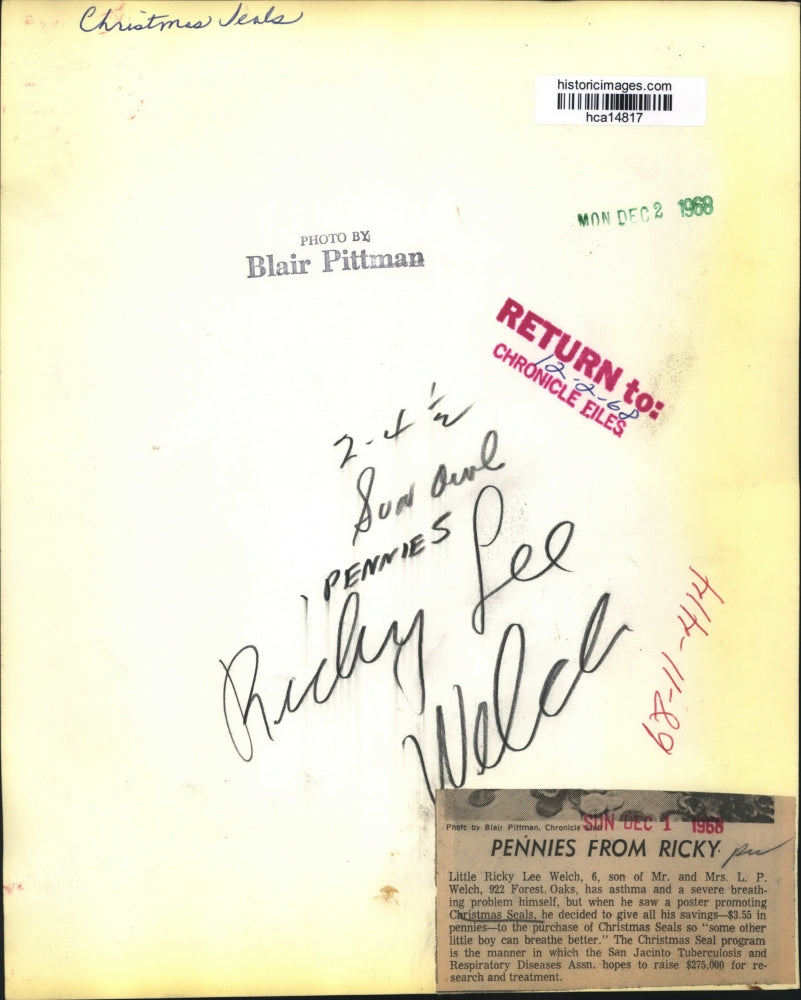 Christmas Seals
historicimages.com
hca14817
MON DEC 2 1968
PHOTO BY
Blair Pittman
RETURN to:
12-2-68
CHRONICLE FILES
2-4 1/2
Sun Owl
PENNIES
Ricky Lee
Welch
68-11-414
Photo by Blair Pittman, Chronicle Staff
SUN DEC 1 1968
PENNIES FROM RICKY
Little Ricky Lee Welch, 6, son of Mr. and Mrs. L. P.
Welch, 922 Forest Oaks, has asthma and a severe breath-
ing problem himself, but when he saw a poster promoting
Christmas Seals, he decided to give all his savings—$3.55 in
pennies—to the purchase of Christmas Seals so "some other
little boy can breathe better." The Christmas Seal program
is the manner in which the San Jacinto Tuberculosis and
Respiratory Diseases Assn. hopes to raise $275,000 for re-
search and treatment.